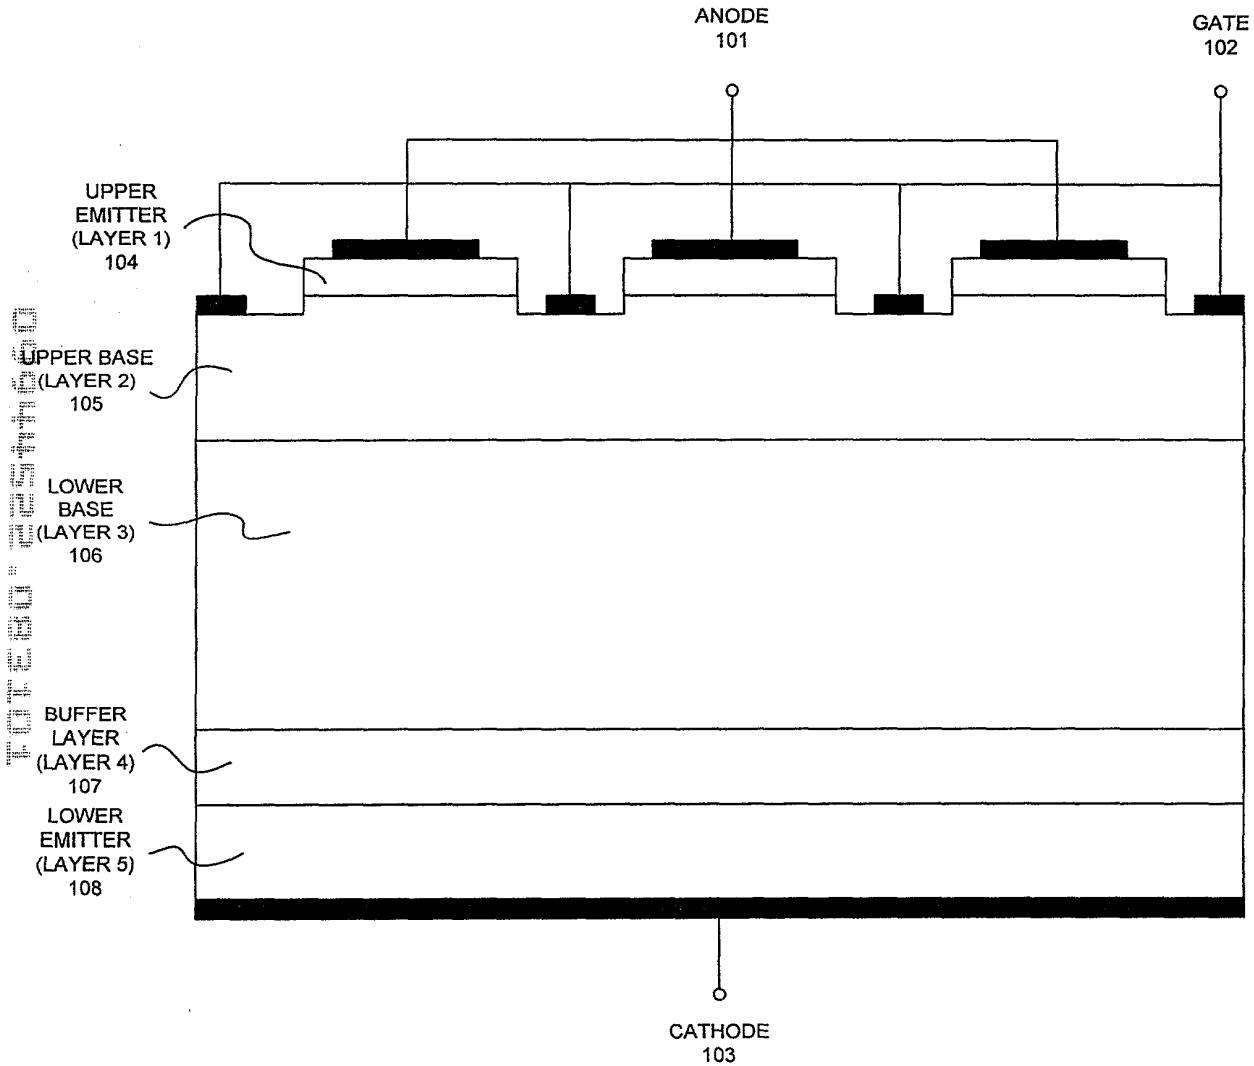 ANODE
101
GATE
102
UPPER
EMITTER
(LAYER 1)
104
UPPER BASE
(LAYER 2)
105
LOWER
BASE
(LAYER 3)
106
BUFFER
LAYER
(LAYER 4)
107
LOWER
EMITTER
(LAYER 5)
108
CATHODE
103